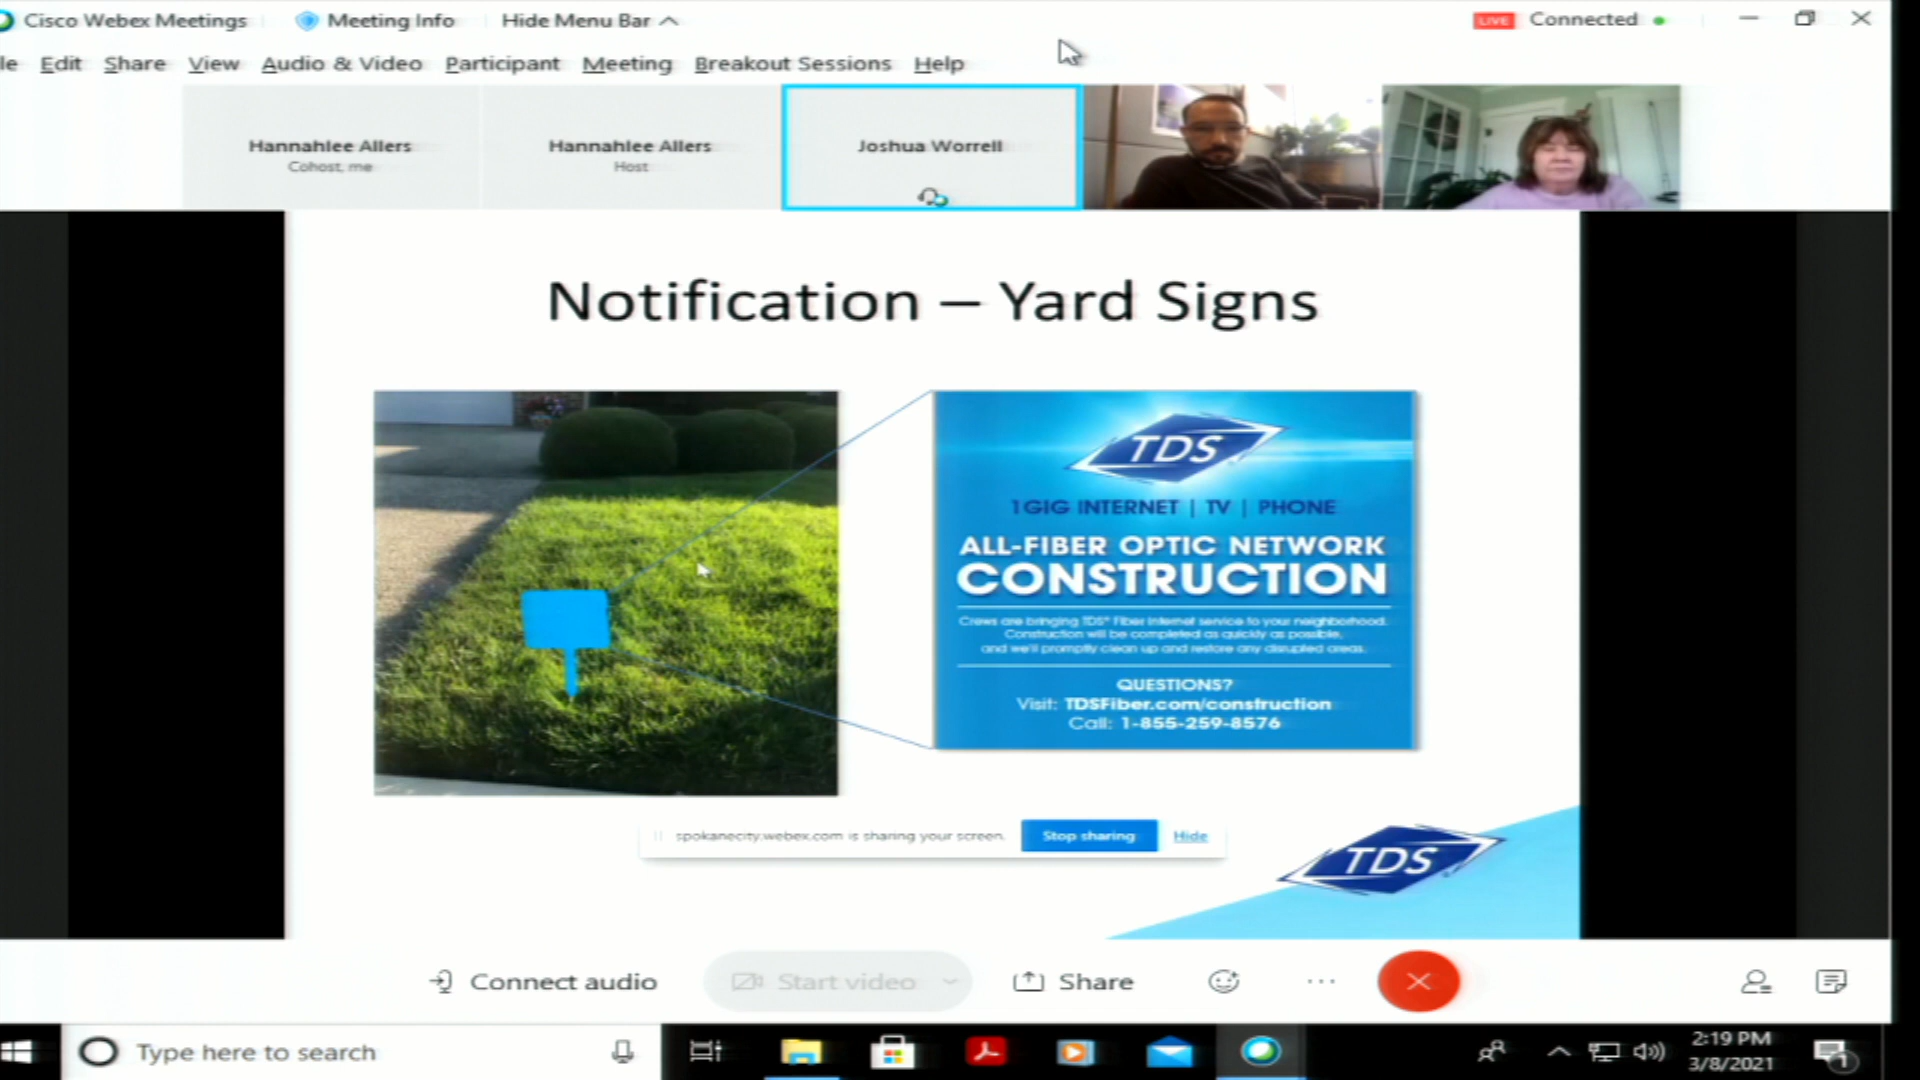 Cisco Webex Meetings
Meeting Info
Hide Menu Bar
LIVE
Connected
le Edit Share View Audio & Video Participant Meeting Breakout Sessions Help
Hannahlee Allers
Cohost, me
Hannahlee Allers
Host
Joshua Worrell
Notification – Yard Signs
TDS
1GIG INTERNET | TV | PHONE
ALL-FIBER OPTIC NETWORK
CONSTRUCTION
Crews are bringing TDS® Fiber Internet service to your neighborhood.
Construction will be completed as quickly as possible,
and we'll promptly clean up and restore any disrupted areas.
QUESTIONS?
Visit: TDSFiber.com/construction
Call: 1-855-259-8576
spokanecity.webex.com is sharing your screen.
Stop sharing
Hide
TDS
Connect audio
Start video
Share
Type here to search
2:19 PM
3/8/2021
1